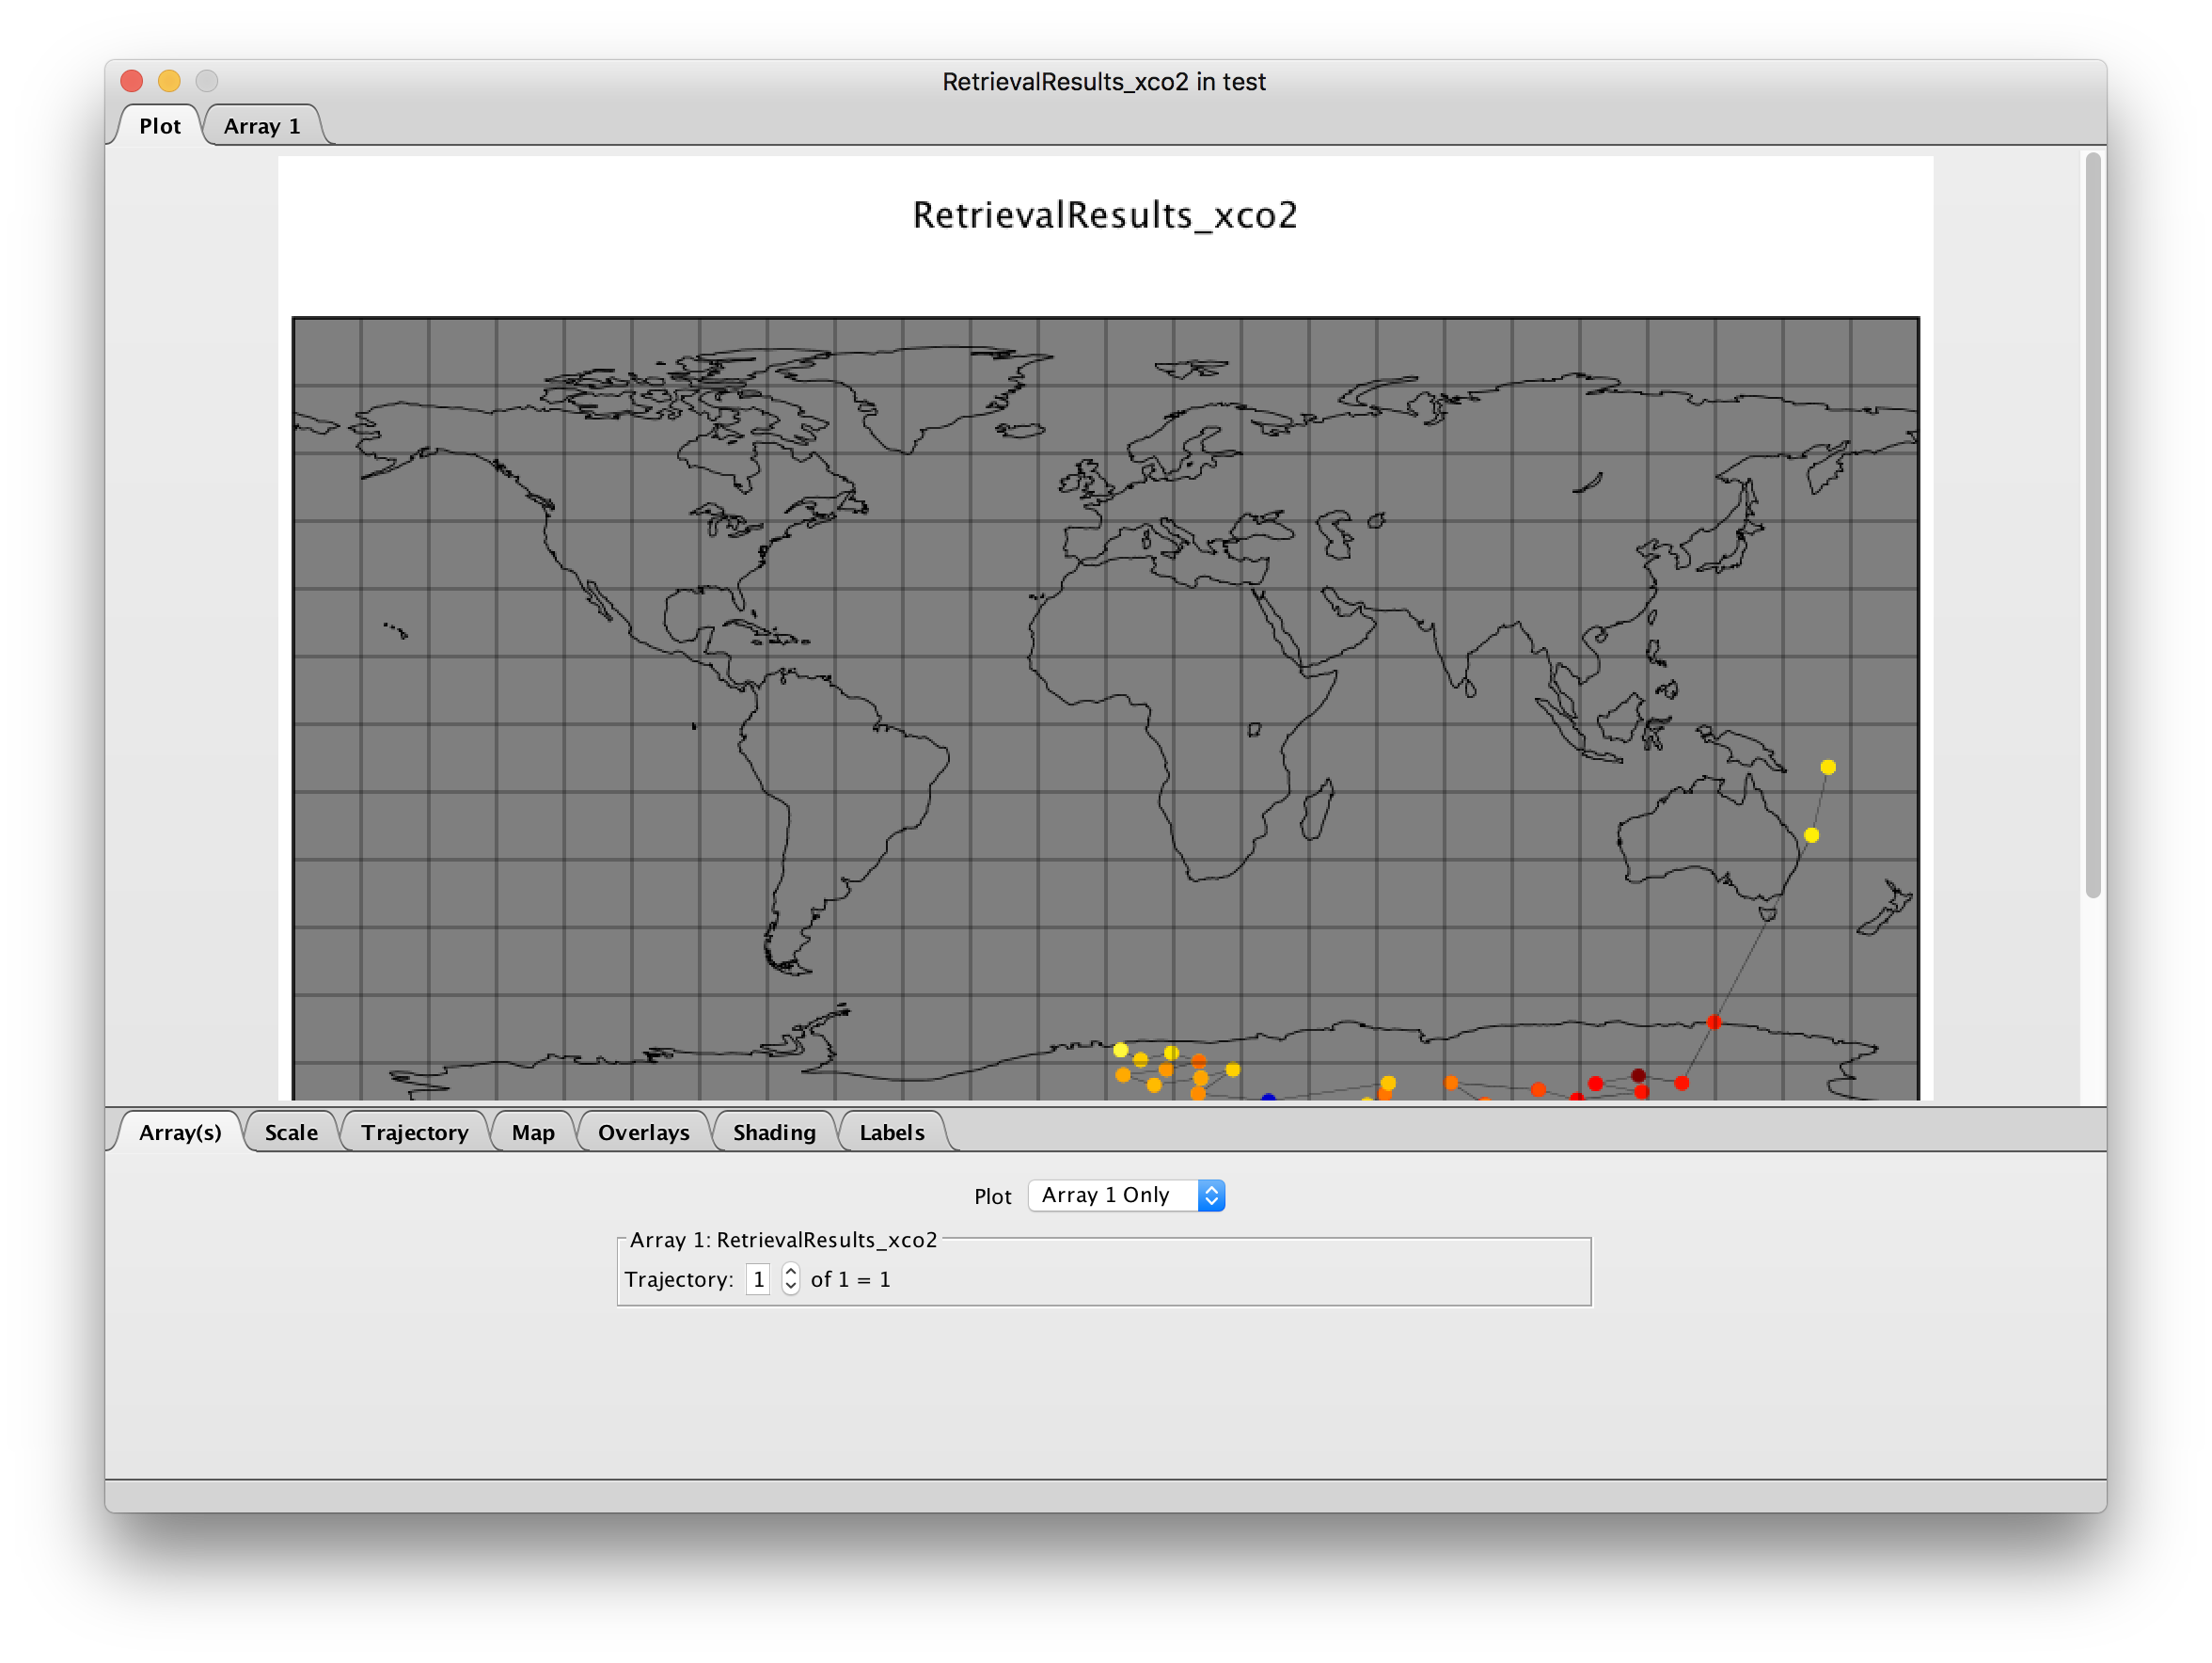 RetrievalResults_xco2 in test
Plot
Array 1
RetrievalResults_xco2
Array(s)
Scale
Trajectory
Map
Overlays
Shading
Labels
Plot
Array 1 Only
Array 1: RetrievalResults_xco2
Trajectory: 1 of 1 = 1